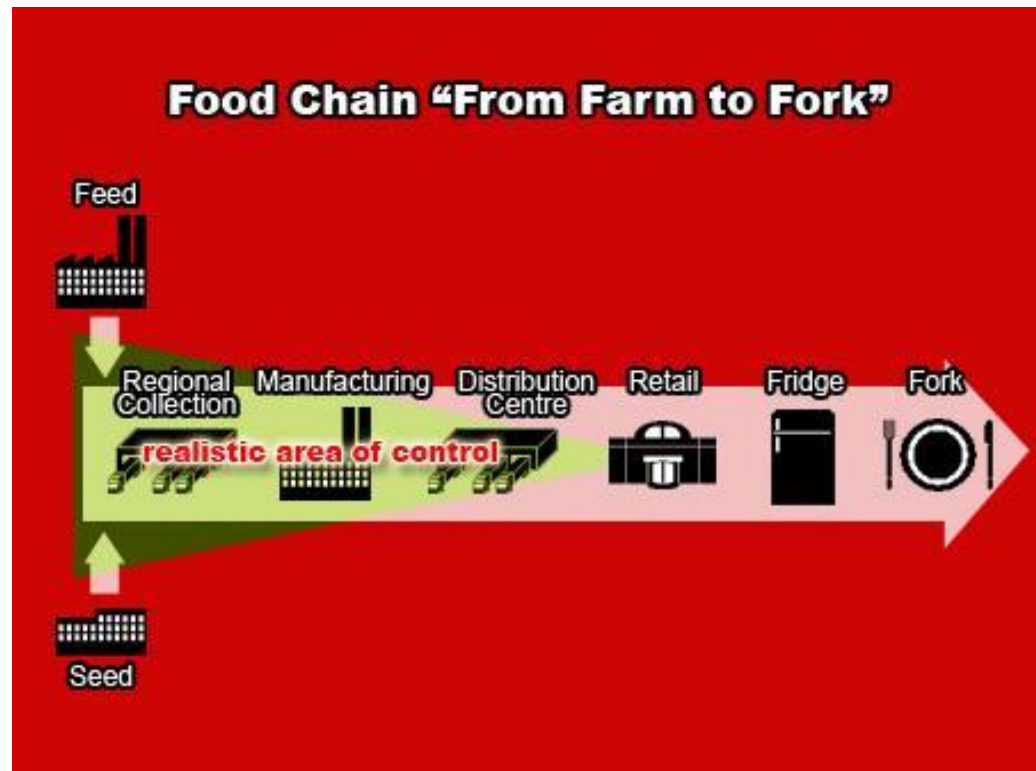 Food Chain “From Farm to Fork”
Feed
Regional
Collection
Manufacturing
Distribution
Centre
Retail
Fridge
Fork
realistic area of control
Seed